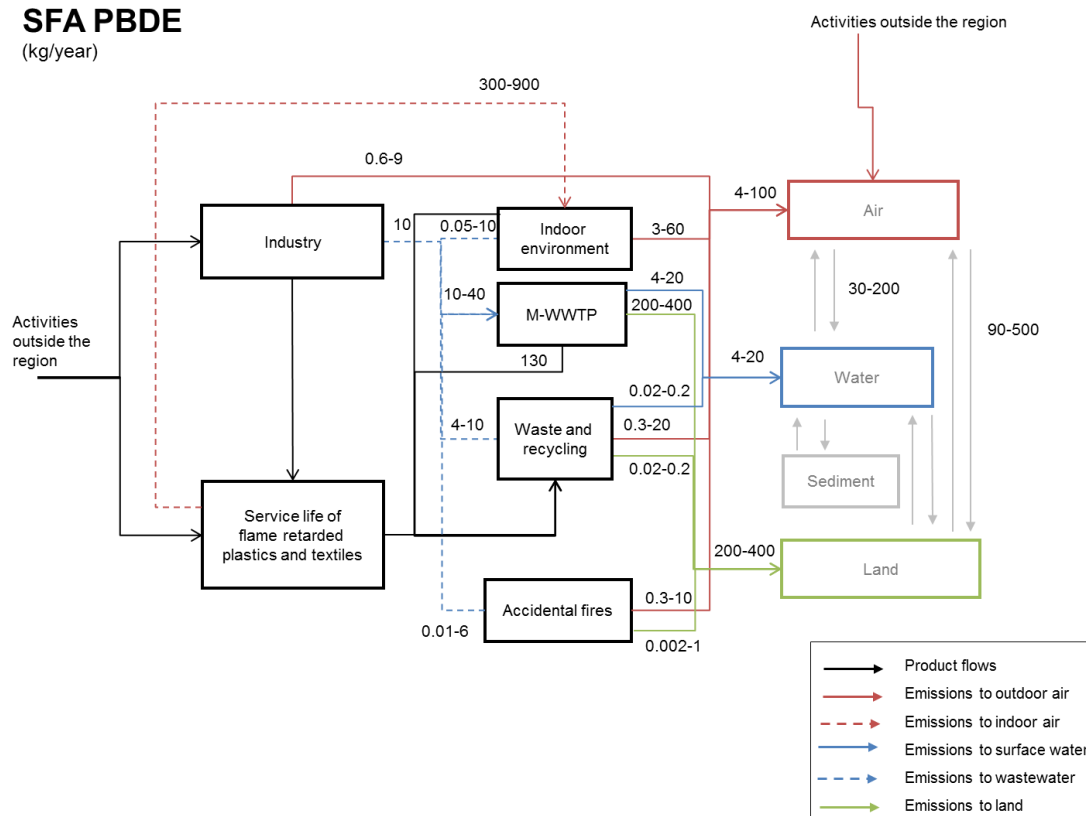 SFA PBDE
(kg/year)
Activities outside the region
300-900
0.6-9
4-100
Air
Industry
10
0.05-10
Indoor
environment
3-60
4-20
30-200
10-40
M-WWTP
200-400
90-500
Activities
outside the
region
130
4-20
Water
0.02-0.2
4-10
Waste and
recycling
0.3-20
0.02-0.2
Sediment
Service life of
flame retarded
plastics and textiles
200-400
Land
Accidental fires
0.3-10
0.01-6
0.002-1
Product flows
Emissions to outdoor air
Emissions to indoor air
Emissions to surface water
Emissions to wastewater
Emissions to land